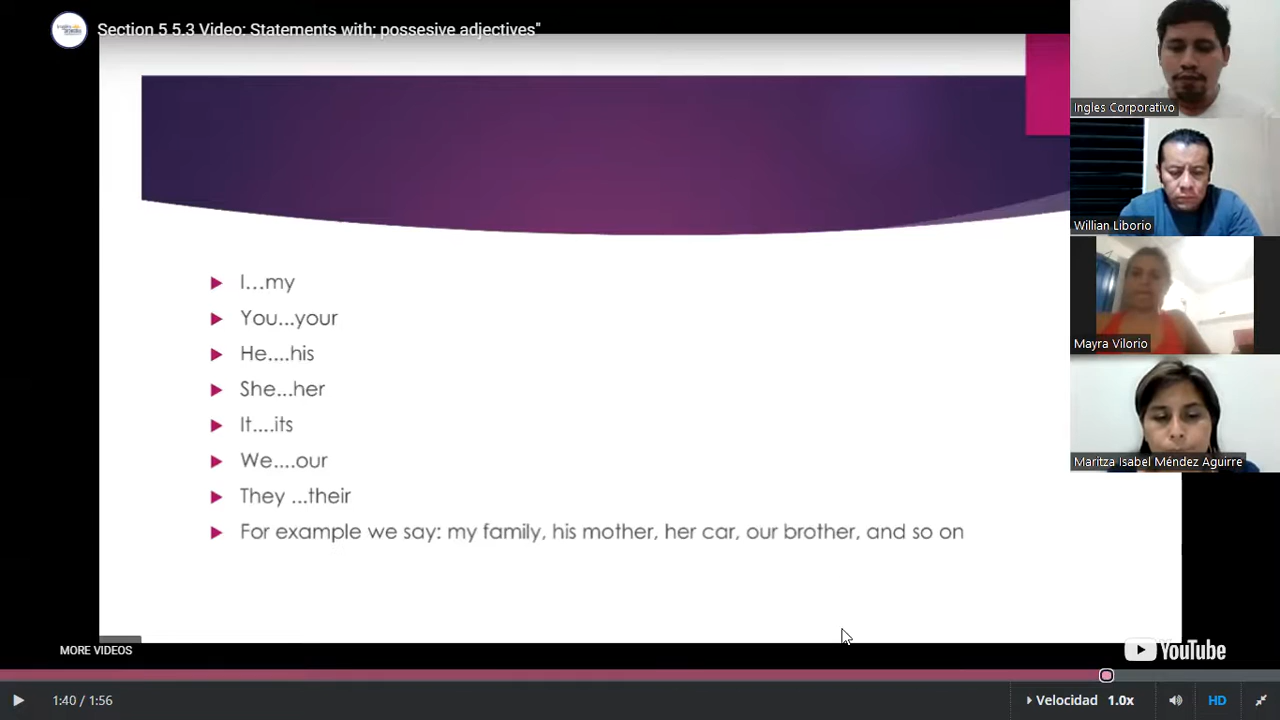 Section 5 5.3 Video: Statements with; possesive adjectives"
Ingles Corporativo
Willian Liborio
Mayra Vilorio
Maritza Isabel Méndez Aguirre
I...my
You...your
He....his
She...her
It....its
We....our
They ...their
For example we say: my family, his mother, her car, our brother, and so on
MORE VIDEOS
YouTube
1:40 / 1:56
Velocidad 1.0x
HD